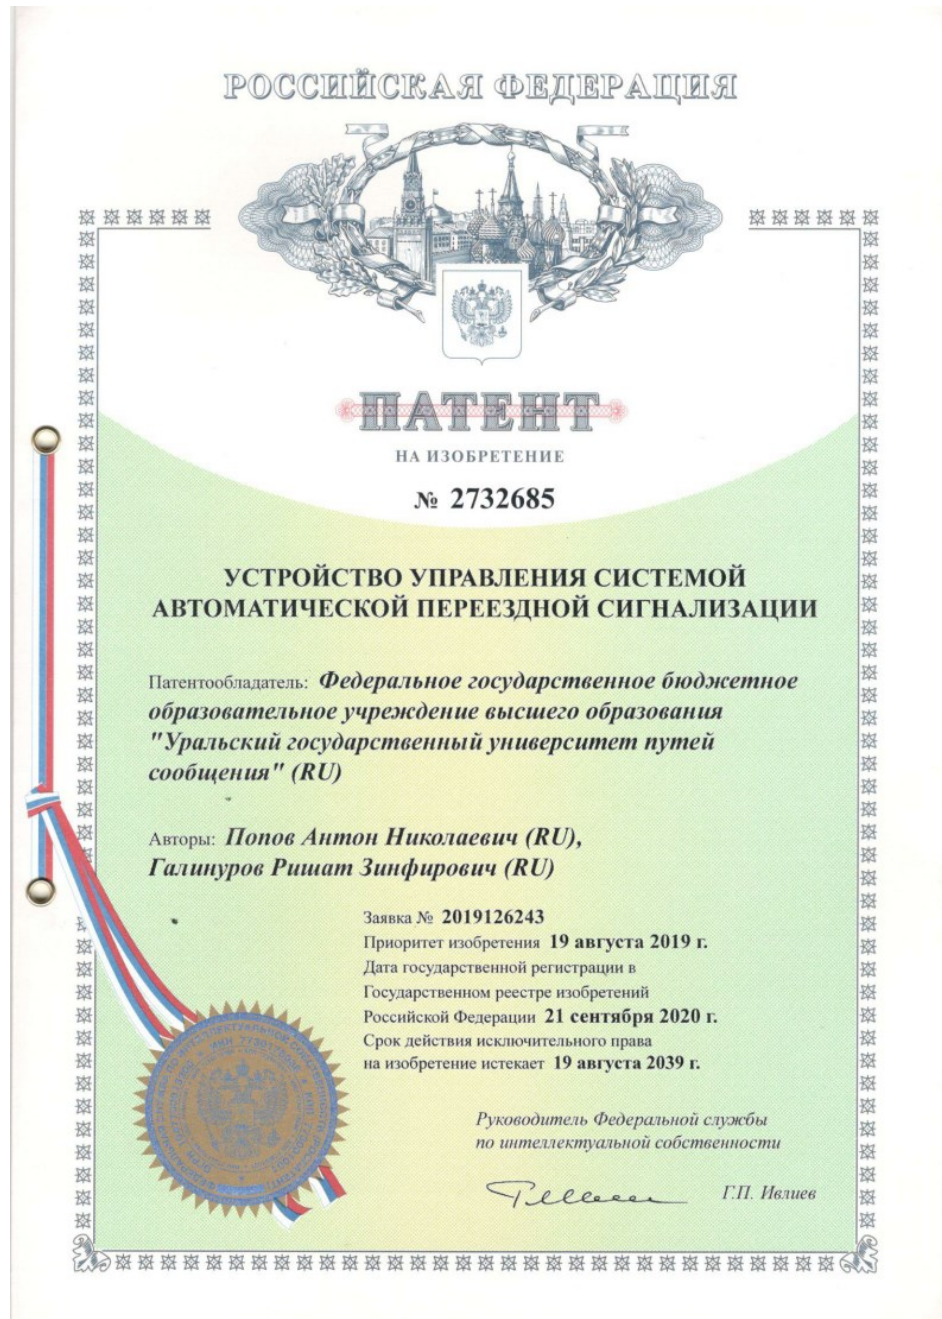 РОССИЙСКАЯ ФЕДЕРАЦИЯ
ПАТЕНТ
НА ИЗОБРЕТЕНИЕ
№ 2732685
УСТРОЙСТВО УПРАВЛЕНИЯ СИСТЕМОЙ
АВТОМАТИЧЕСКОЙ ПЕРЕЕЗДНОЙ СИГНАЛИЗАЦИИ
Патентообладатель: Федеральное государственное бюджетное
образовательное учреждение высшего образования
"Уральский государственный университет путей
сообщения" (RU)
Авторы: Попов Антон Николаевич (RU),
Галинуров Ришат Зинфирович (RU)
Заявка № 2019126243
Приоритет изобретения 19 августа 2019 г.
Дата государственной регистрации в
Государственном реестре изобретений
Российской Федерации 21 сентября 2020 г.
Срок действия исключительного права
на изобретение истекает 19 августа 2039 г.
Руководитель Федеральной службы
по интеллектуальной собственности
Г.П. Ивлиев